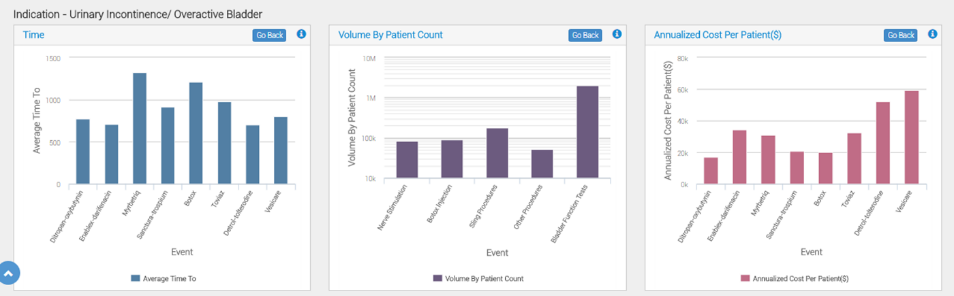 Indication - Urinary Incontinence/ Overactive Bladder
Time
Go Back
Average Time To
1500
1000
500
0
Ditropan-oxybutynin
Enablex-darifenacin
Myrbetriq
Sanctura-trospium
Botox
Toviaz
Detrol-tolterodine
Vesicare
Event
Average Time To
Volume By Patient Count
Go Back
Volume By Patient Count
10M
1M
100k
10k
Nerve Stimulation
Botox Injection
Sling Procedures
Other Procedures
Bladder Function Tests
Event
Volume By Patient Count
Annualized Cost Per Patient($)
Go Back
Annualized Cost Per Patient($)
80k
60k
40k
20k
0k
Ditropan-oxybutynin
Enablex-darifenacin
Myrbetriq
Sanctura-trospium
Botox
Toviaz
Detrol-tolterodine
Vesicare
Event
Annualized Cost Per Patient($)